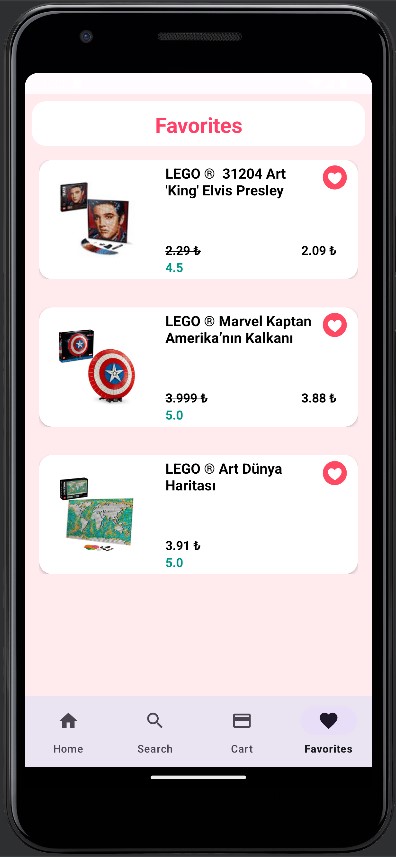 Favorites
LEGO ® 31204 Art
'King' Elvis Presley
2.29 ₺
2.09 ₺
4.5
LEGO ® Marvel Kaptan
Amerika’nın Kalkanı
3.999 ₺
3.88 ₺
5.0
LEGO ® Art Dünya
Haritası
3.91 ₺
5.0
Home
Search
Cart
Favorites